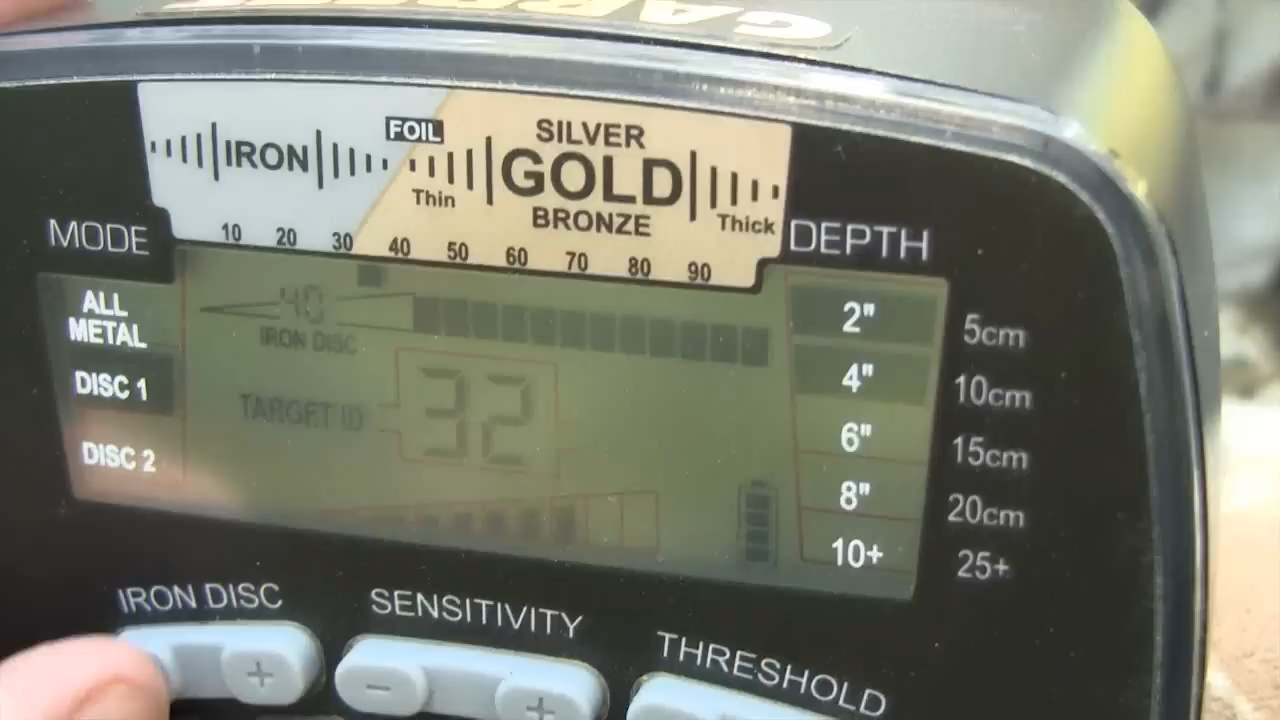 GARRETT
FOIL
SILVER
IRON
GOLD
Thin
BRONZE
Thick
10 20 30 40 50 60 70 80 90
MODE
DEPTH
ALL
METAL
40
IRON DISC
2" 5cm
DISC 1
TARGET ID
32
4" 10cm
6" 15cm
DISC 2
8" 20cm
10+ 25+
IRON DISC
SENSITIVITY
THRESHOLD
+
-
+